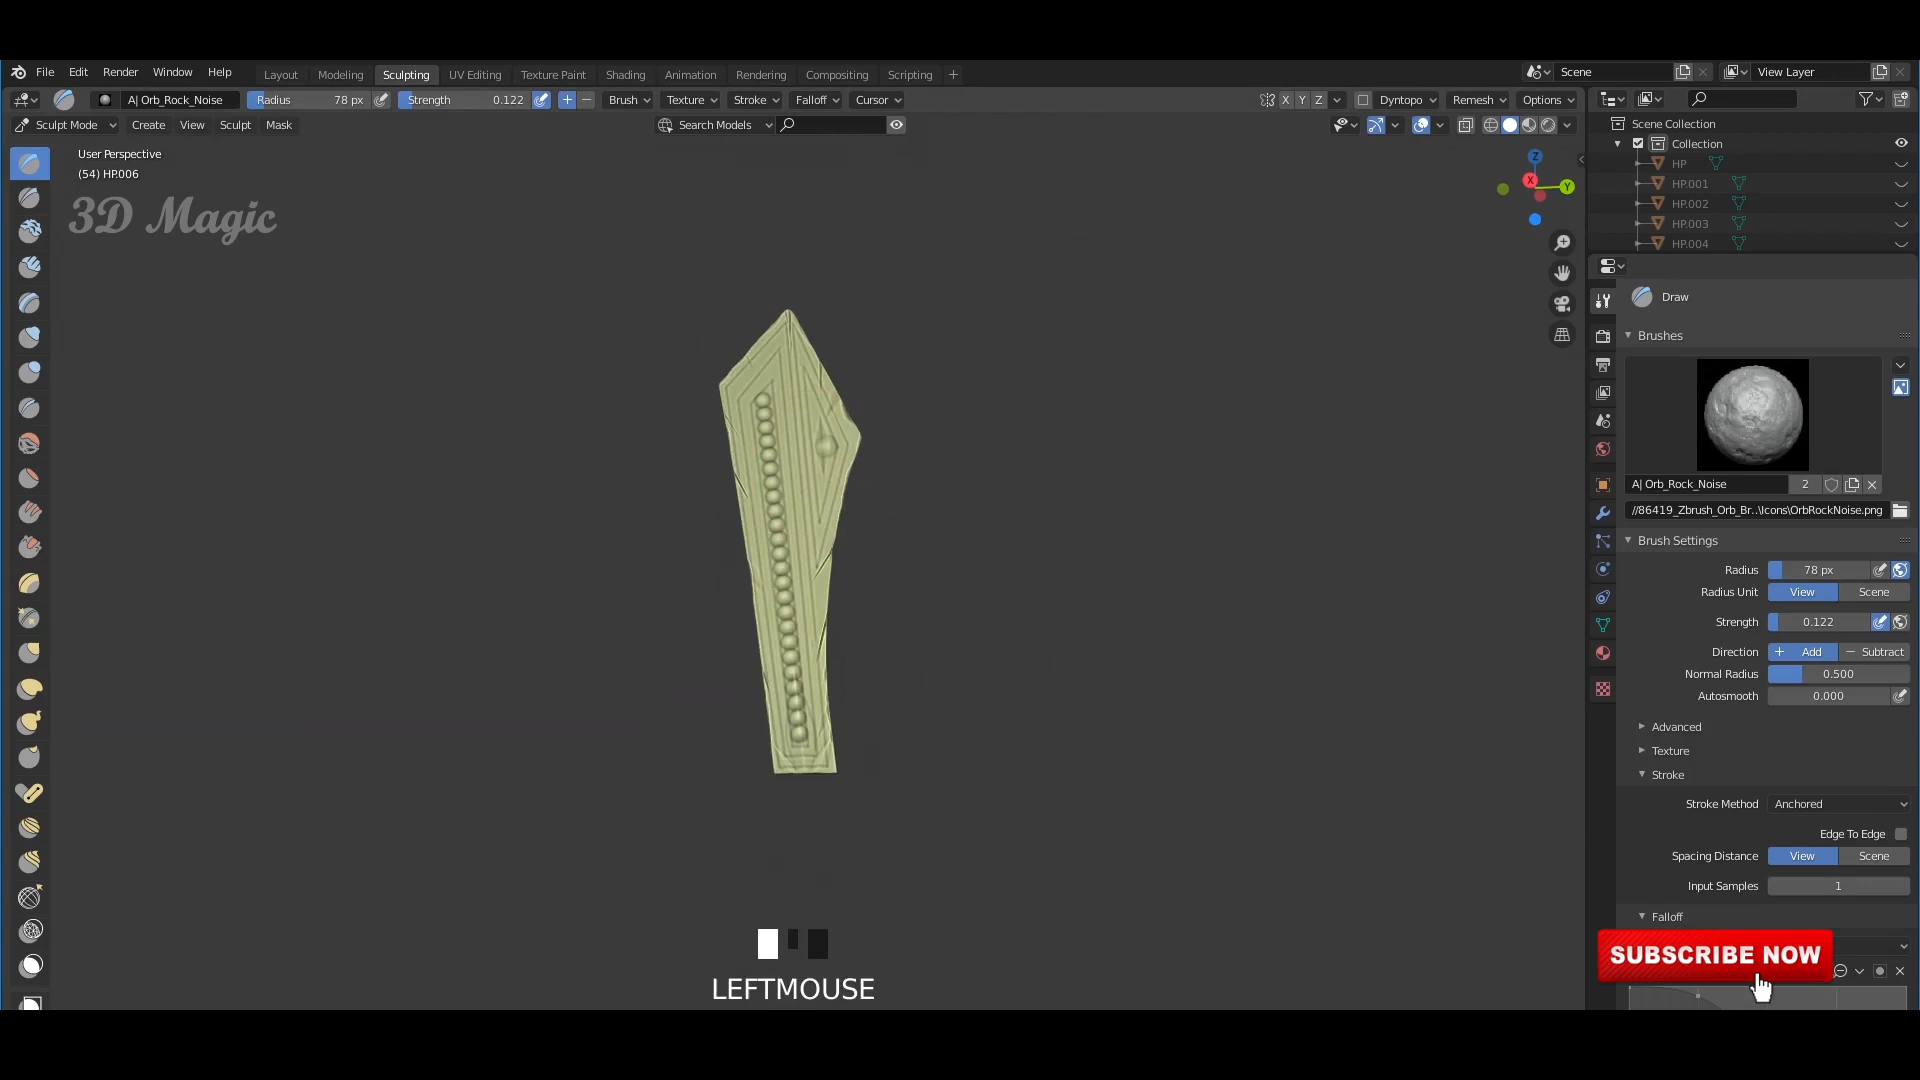 File Edit Render Window Help Layout Modeling Sculpting UV Editing Texture Paint Shading Animation Rendering Compositing Scripting + Scene View Layer
A| Orb_Rock_Noise Radius 78 px Strength 0.122 + − Brush Texture Stroke Falloff Cursor X Y Z Dyntopo Remesh Options
Sculpt Mode Create View Sculpt Mask Search Models
User Perspective
(54) HP.006
3D Magic
Z
X
Y
Scene Collection
Collection
HP
HP.001
HP.002
HP.003
HP.004
Draw
Brushes
A| Orb_Rock_Noise 2
//86419_Zbrush_Orb_Br..\Icons\OrbRockNoise.png
Brush Settings
Radius 78 px
Radius Unit View Scene
Strength 0.122
Direction + Add − Subtract
Normal Radius 0.500
Autosmooth 0.000
Advanced
Texture
Stroke
Stroke Method Anchored
Edge To Edge
Spacing Distance View Scene
Input Samples 1
Falloff
SUBSCRIBE NOW
LEFTMOUSE